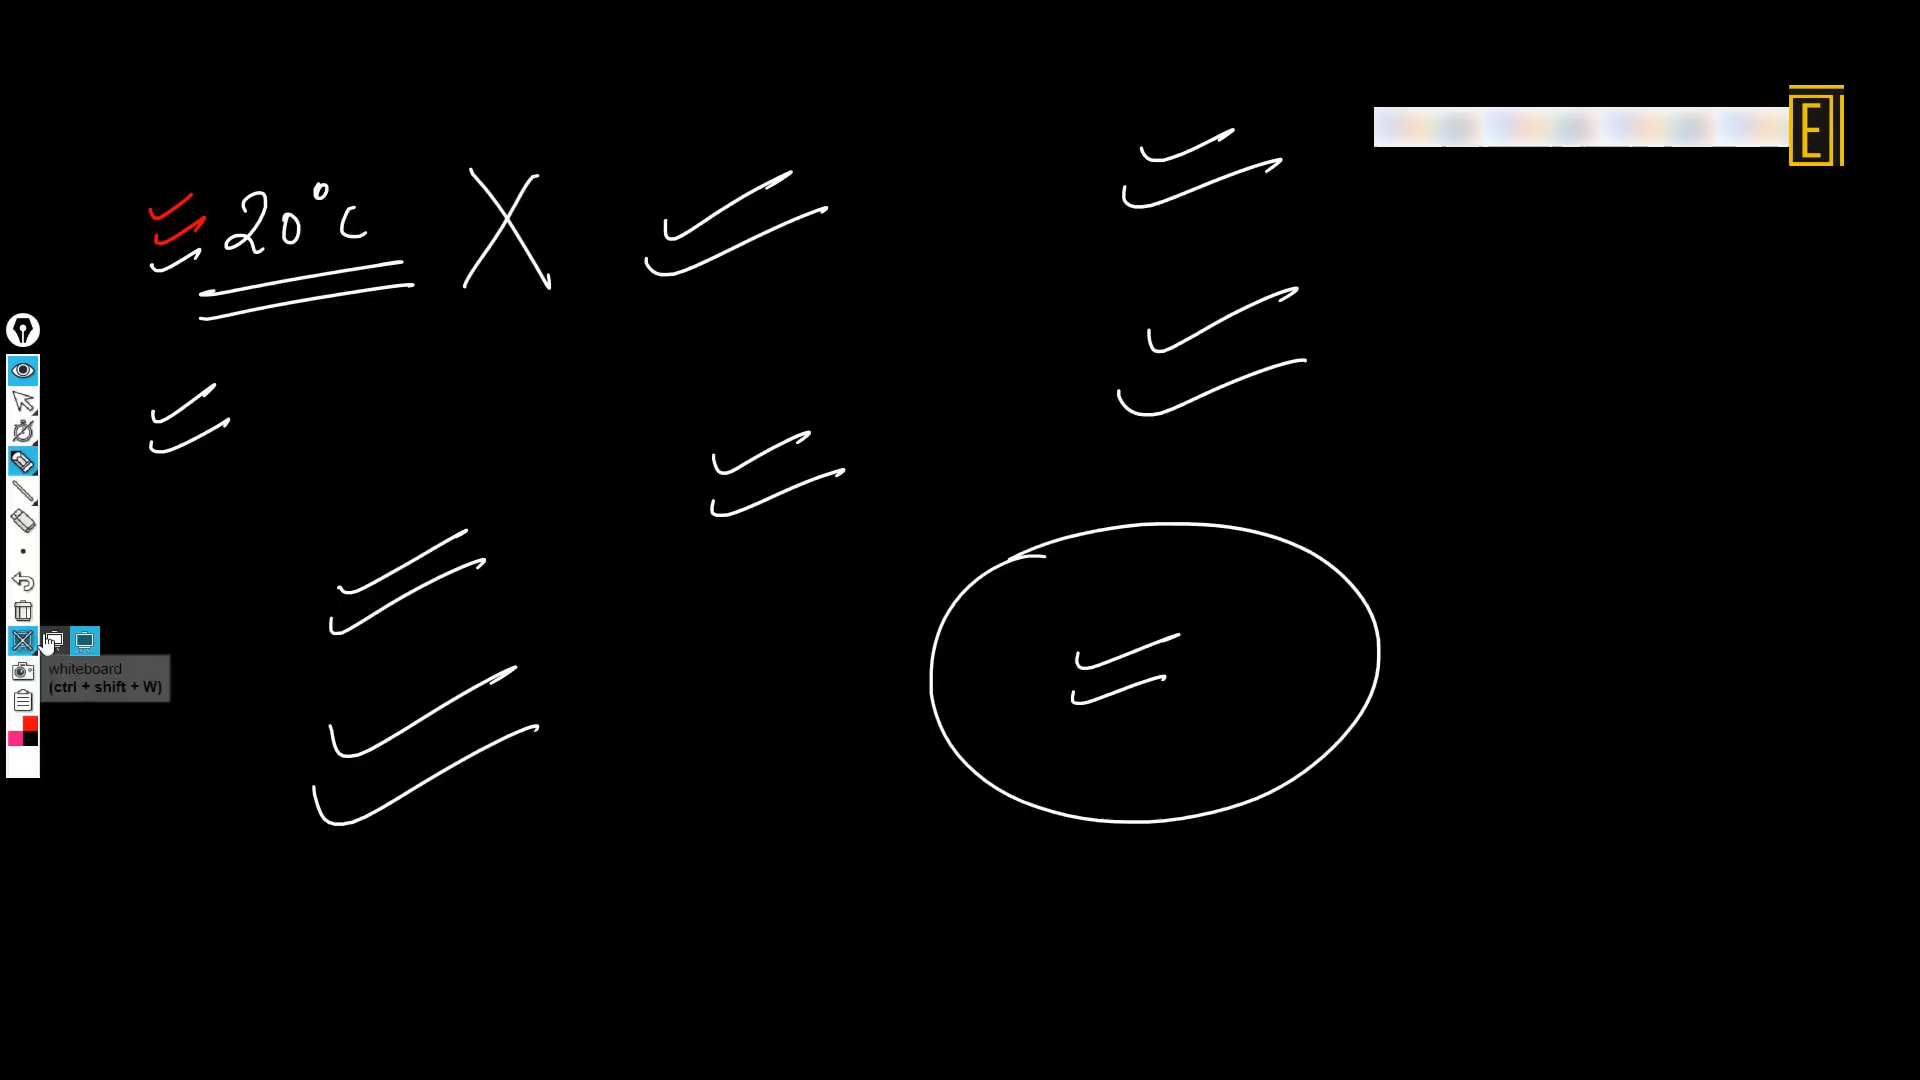 20°C X
E
whiteboard
(ctrl + shift + W)